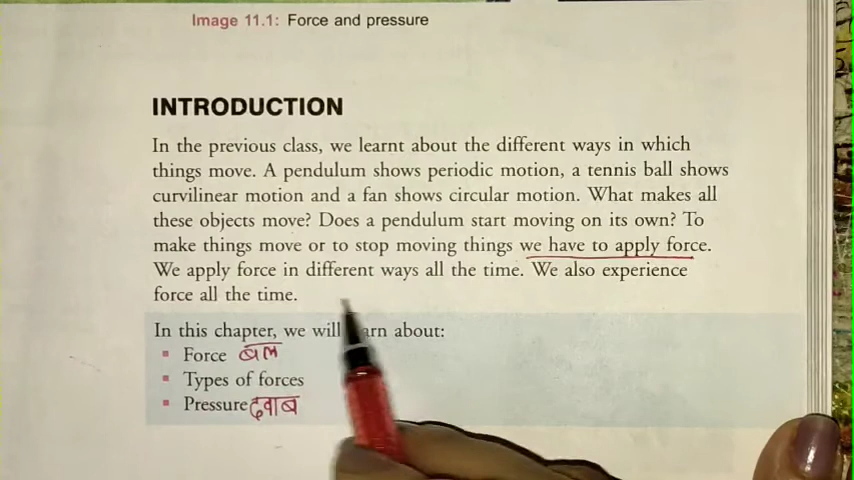 Image 11.1: Force and pressure
INTRODUCTION
In the previous class, we learnt about the different ways in which
things move. A pendulum shows periodic motion, a tennis ball shows
curvilinear motion and a fan shows circular motion. What makes all
these objects move? Does a pendulum start moving on its own? To
make things move or to stop moving things we have to apply force.
We apply force in different ways all the time. We also experience
force all the time.
In this chapter, we will arn about:
▪ Force बल
▪ Types of forces
▪ Pressure दवाब